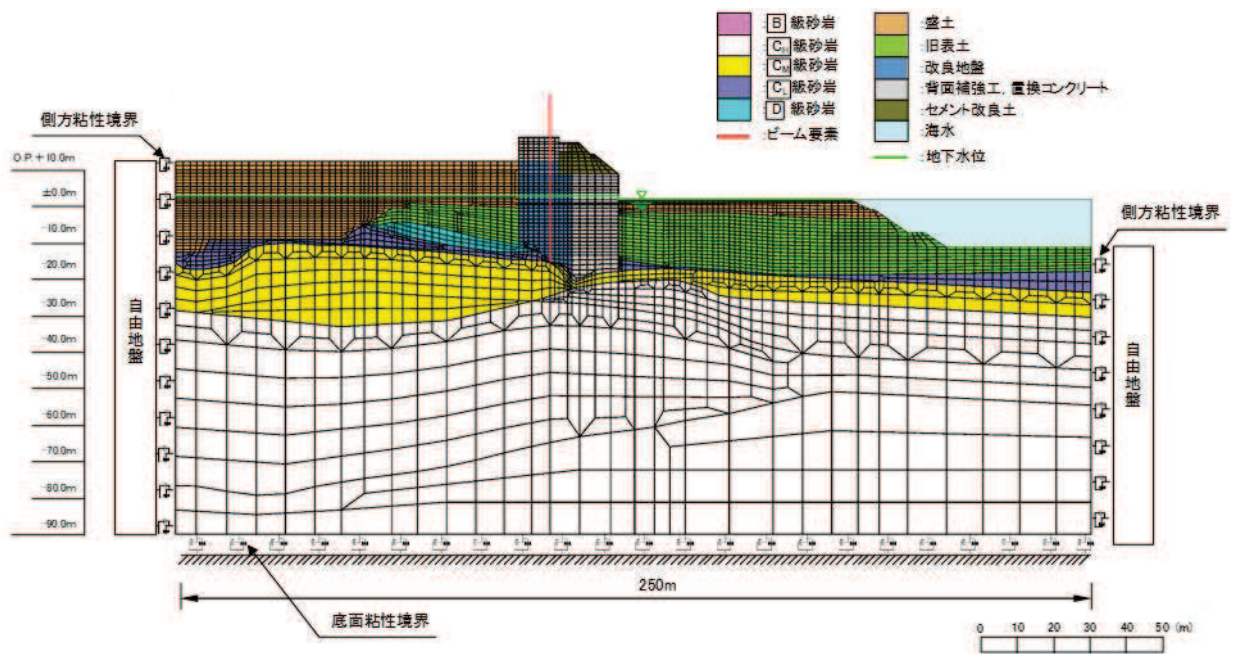 B 級砂岩
CH 級砂岩
CM 級砂岩
CL 級砂岩
D 級砂岩
:ビーム要素
:盛土
:旧表土
:改良地盤
:背面補強工, 置換コンクリート
:セメント改良土
:海水
:地下水位
側方粘性境界
O.P.+10.0m
±0.0m
-10.0m
-20.0m
-30.0m
-40.0m
-50.0m
-60.0m
-70.0m
-80.0m
-90.0m
自由地盤
側方粘性境界
自由地盤
250m
底面粘性境界
0 10 20 30 40 50 (m)